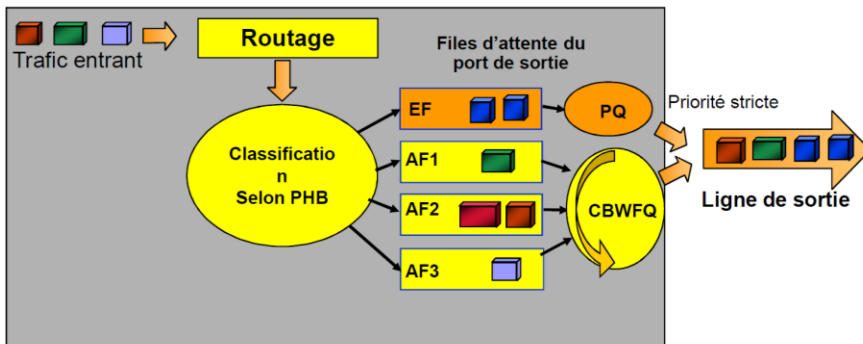 Trafic entrant
Routage
Files d'attente du
port de sortie
Classificatio
n
Selon PHB
EF
AF1
AF2
AF3
PQ
CBWFQ
Priorité stricte
Ligne de sortie